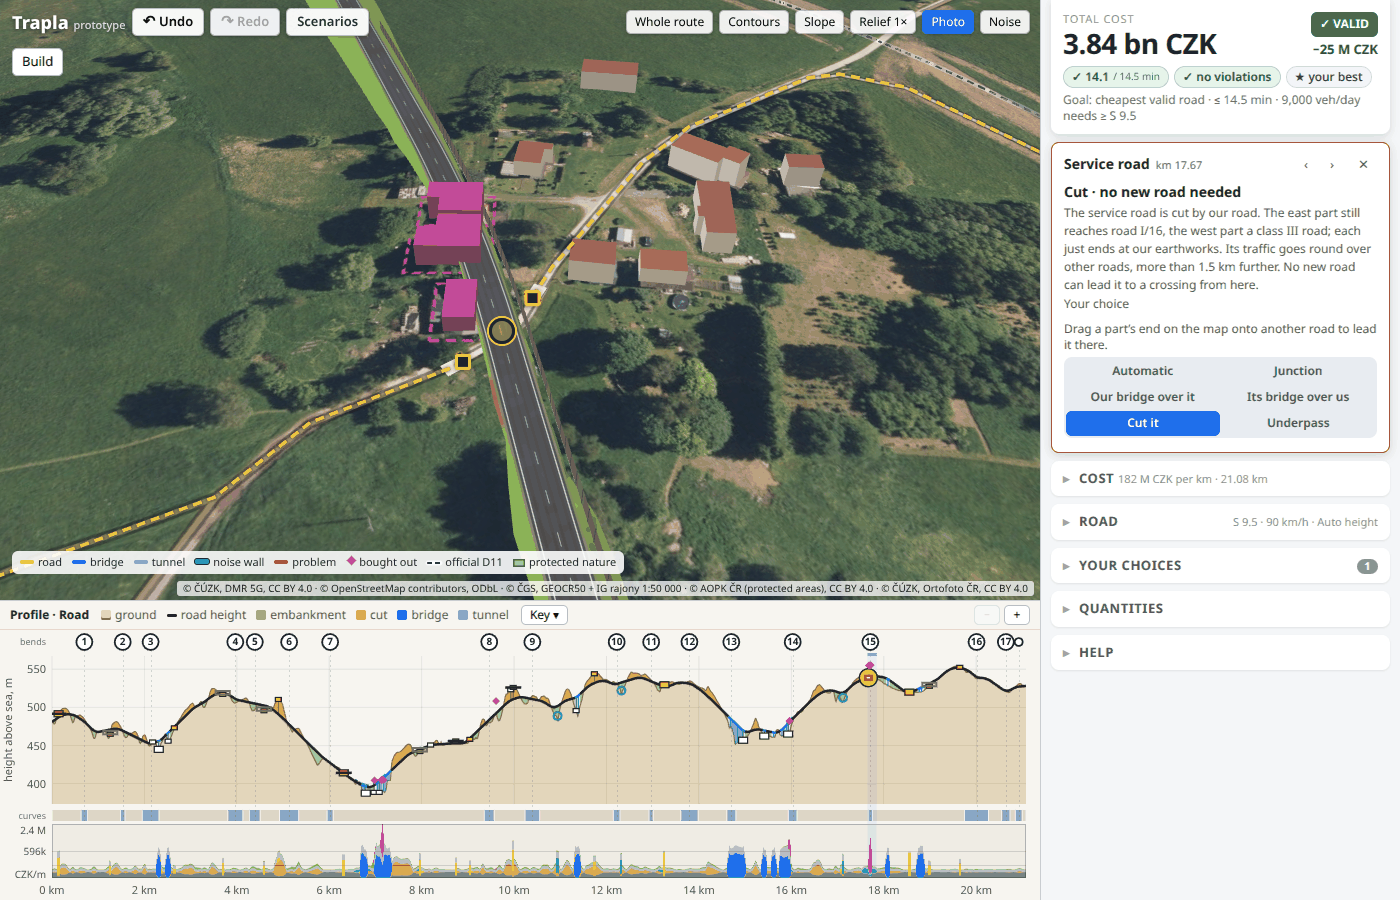 Trapla prototype
↶ Undo
↷ Redo
Scenarios
Whole route
Contours
Slope
Relief 1×
Photo
Noise
Build
road
bridge
tunnel
noise wall
problem
bought out
official D11
protected nature
© ČÚZK, DMR 5G, CC BY 4.0 · © OpenStreetMap contributors, ODbL · © ČGS, GEOCR50 + IG rajony 1:50 000 · © AOPK ČR (protected areas), CC BY 4.0 · © ČÚZK, Ortofoto ČR, CC BY 4.0
TOTAL COST
✓ VALID
3.84 bn CZK
−25 M CZK
✓ 14.1 / 14.5 min
✓ no violations
★ your best
Goal: cheapest valid road · ≤ 14.5 min · 9,000 veh/day
needs ≥ S 9.5
Service road km 17.67
‹ › ✕
Cut · no new road needed
The service road is cut by our road. The east part still
reaches road I/16, the west part a class III road; each
just ends at our earthworks. Its traffic goes round over
other roads, more than 1.5 km further. No new road
can lead it to a crossing from here.
Your choice
Drag a part's end on the map onto another road to lead
it there.
Automatic
Junction
Our bridge over it
Its bridge over us
Cut it
Underpass
▶ COST 182 M CZK per km · 21.08 km
▶ ROAD S 9.5 · 90 km/h · Auto height
▶ YOUR CHOICES 1
▶ QUANTITIES
▶ HELP
Profile · Road
ground
road height
embankment
cut
bridge
tunnel
Key ▾
−
+
bends
1 2 3 4 5 6 7 8 9 10 11 12 13 14 15 16 17
height above sea, m
550
500
450
400
curves
2.4 M
596k
CZK/m
0 km 2 km 4 km 6 km 8 km 10 km 12 km 14 km 16 km 18 km 20 km